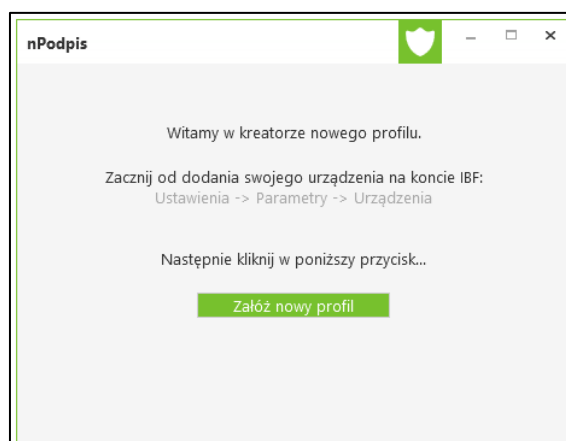 nPodpis
Witamy w kreatorze nowego profilu.
Zacznij od dodania swojego urządzenia na koncie IBF:
Ustawienia -> Parametry -> Urządzenia
Następnie kliknij w poniższy przycisk...
Załóż nowy profil